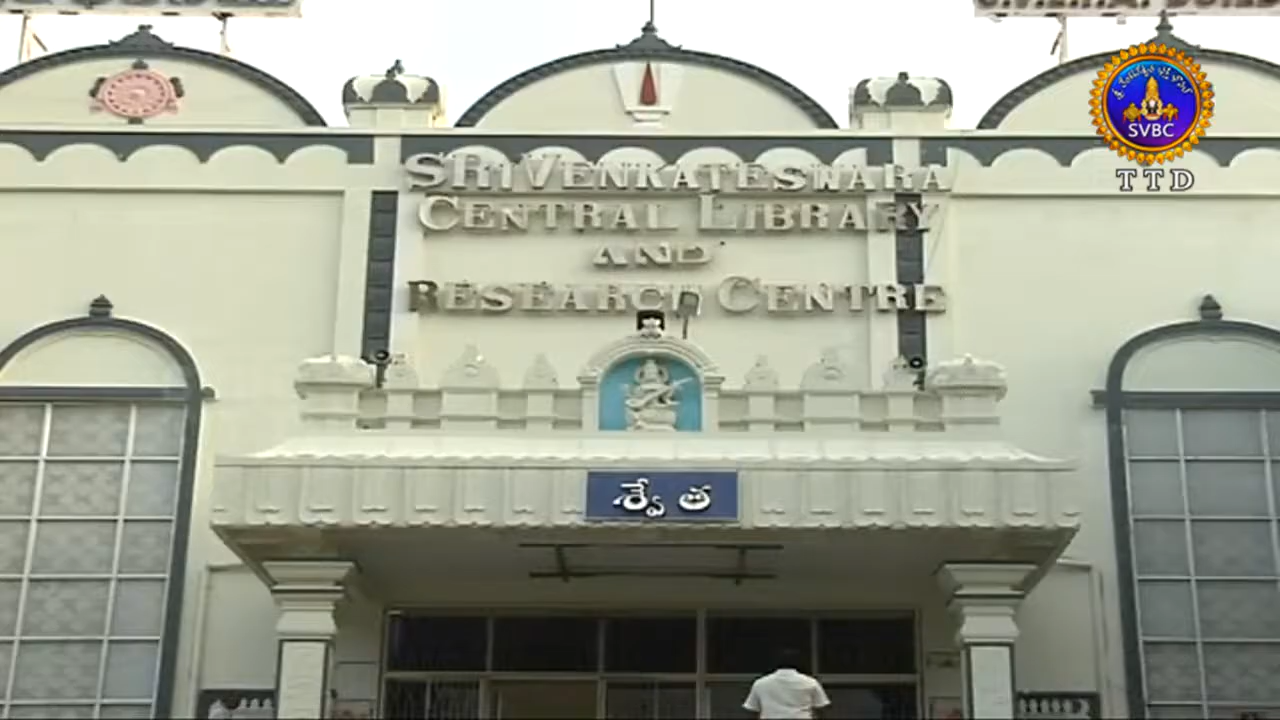 SRI VENKATESWARA
CENTRAL LIBRARY
AND
RESEARCH CENTRE
శ్వేత
SVBC
TTD